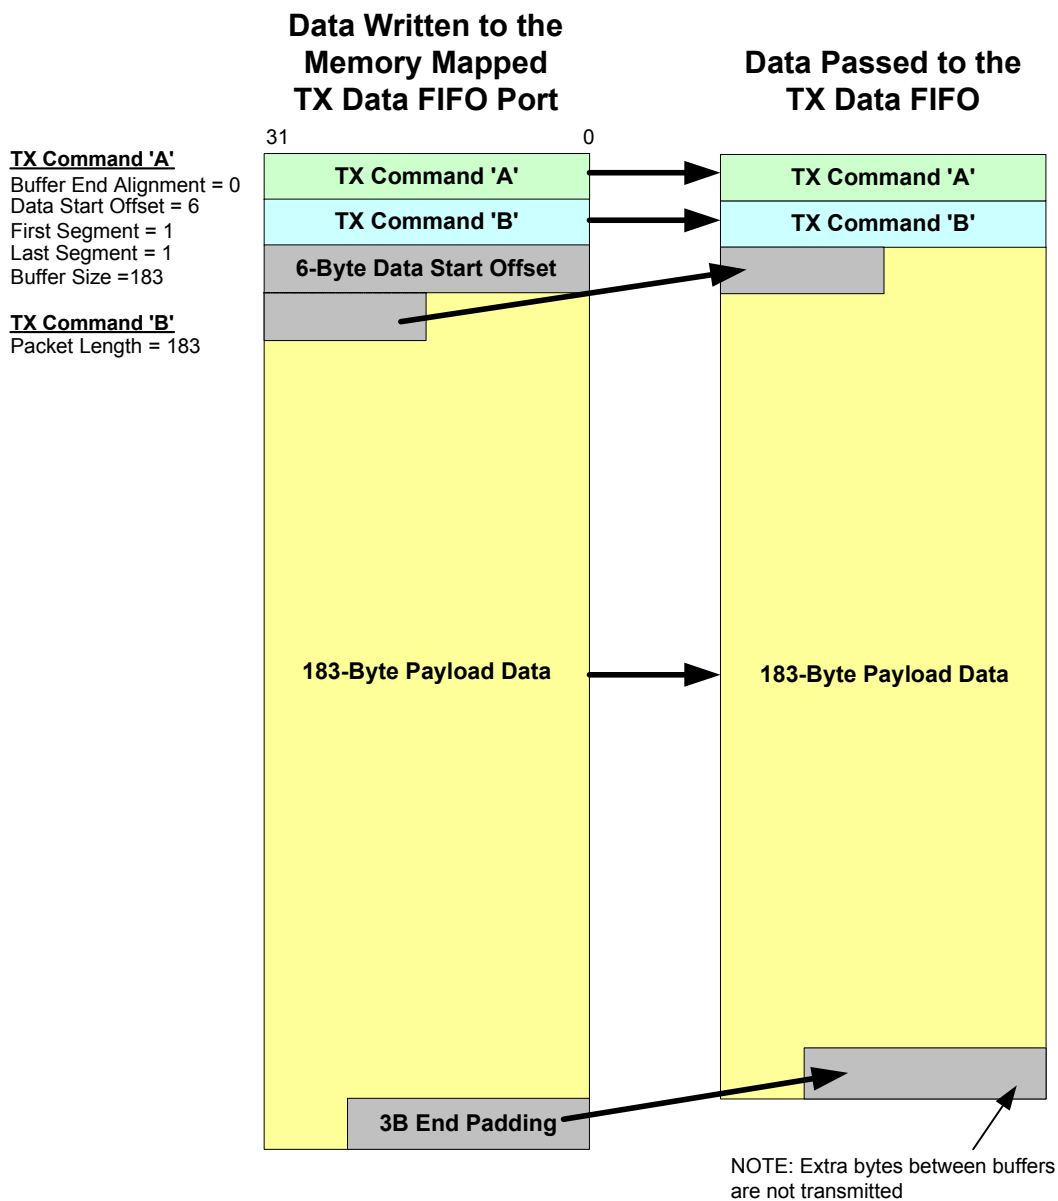 Data Written to the
Memory Mapped
TX Data FIFO Port
Data Passed to the
TX Data FIFO
31
0
TX Command 'A'
Buffer End Alignment = 0
Data Start Offset = 6
First Segment = 1
Last Segment = 1
Buffer Size =183
TX Command 'B'
Packet Length = 183
TX Command 'A'
TX Command 'B'
6-Byte Data Start Offset
183-Byte Payload Data
3B End Padding
TX Command 'A'
TX Command 'B'
183-Byte Payload Data
NOTE: Extra bytes between buffers
are not transmitted